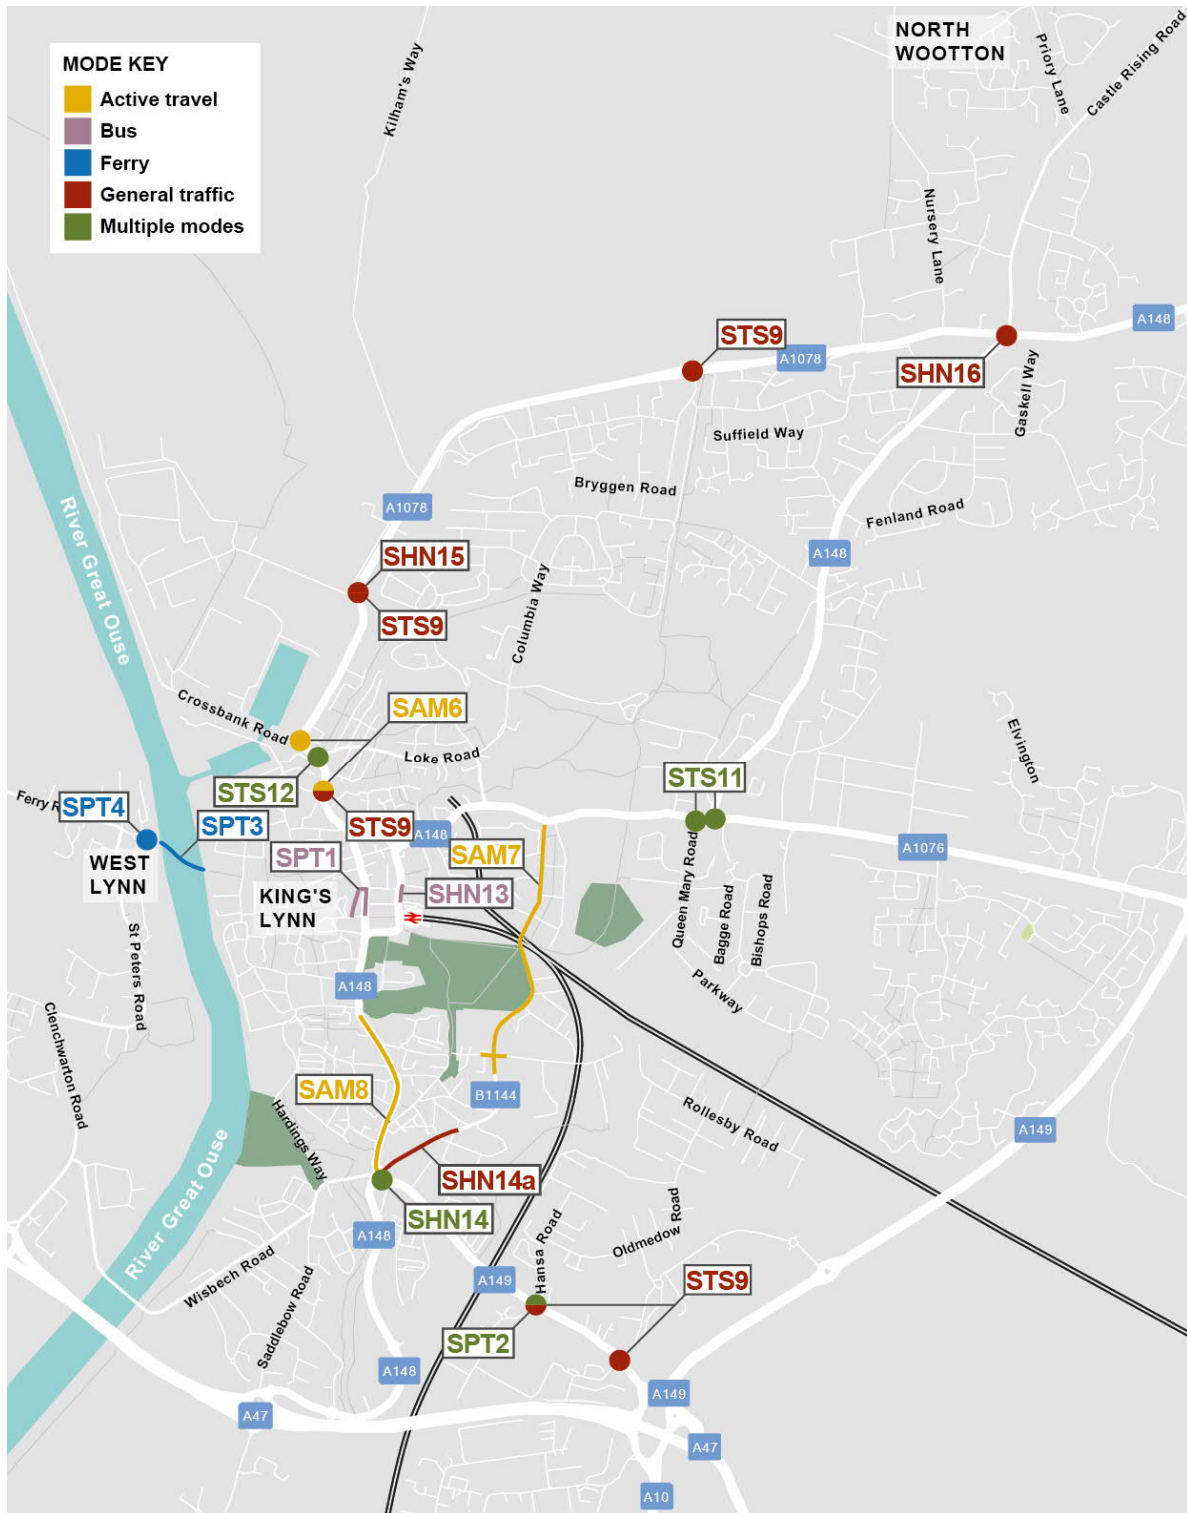 MODE KEY
Active travel
Bus
Ferry
General traffic
Multiple modes
NORTH
WOOTTON
Priory Lane
Castle Rising Road
Kilham's Way
Nursery Lane
A148
STS9
A1078
SHN16
Gaskell Way
Suffield Way
Bryggen Road
A1078
Fenland Road
A148
River Great Ouse
SHN15
STS9
Columbia Way
Crossbank Road
SAM6
Loke Road
Elvington
STS12
STS11
SPT4
Ferry
SPT3
STS9
A148
WEST
LYNN
SPT1
SAM7
A1076
KING'S
LYNN
SHN13
Queen Mary Road
Bagge Road
Bishops Road
St Peters Road
A148
Parkway
Clenchwarton Road
SAM8
B1144
Hardings Way
Rollesby Road
A149
River Great Ouse
SHN14a
SHN14
A148
Hansa Road
Oldmedow Road
Wisbech Road
Saddlebow Road
A149
STS9
SPT2
A148
A149
A47
A47
A10